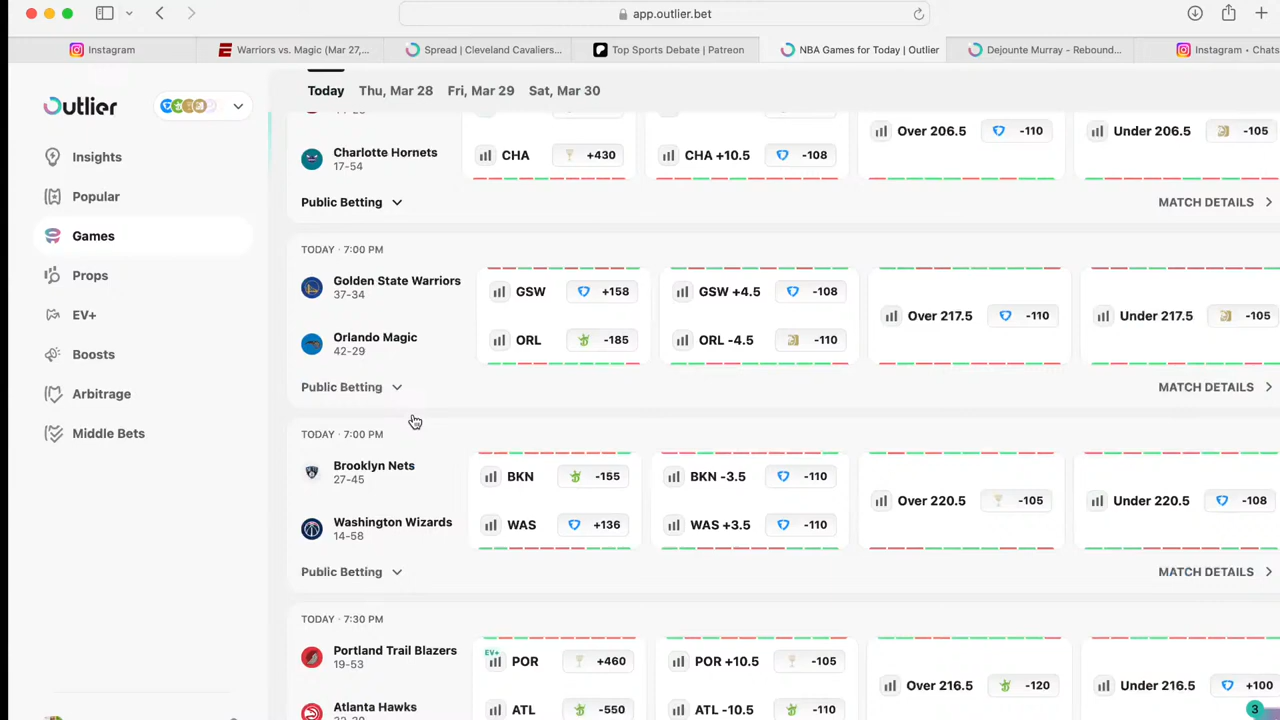 app.outlier.bet
Instagram
Warriors vs. Magic (Mar 27,...
Spread | Cleveland Cavaliers...
Top Sports Debate | Patreon
NBA Games for Today | Outlier
Dejounte Murray - Rebound...
Instagram • Chats
Outlier
Insights
Popular
Games
Props
EV+
Boosts
Arbitrage
Middle Bets
Today
Thu, Mar 28
Fri, Mar 29
Sat, Mar 30
Charlotte Hornets
17-54
CHA +430
CHA +10.5 -108
Over 206.5 -110
Under 206.5 -105
Public Betting
MATCH DETAILS
TODAY · 7:00 PM
Golden State Warriors
37-34
Orlando Magic
42-29
GSW +158
ORL -185
GSW +4.5 -108
ORL -4.5 -110
Over 217.5 -110
Under 217.5 -105
Public Betting
MATCH DETAILS
TODAY · 7:00 PM
Brooklyn Nets
27-45
Washington Wizards
14-58
BKN -155
WAS +136
BKN -3.5 -110
WAS +3.5 -110
Over 220.5 -105
Under 220.5 -108
Public Betting
MATCH DETAILS
TODAY · 7:30 PM
Portland Trail Blazers
19-53
Atlanta Hawks
EV+
POR +460
ATL -550
POR +10.5 -105
ATL -10.5 -110
Over 216.5 -120
Under 216.5 +100
3